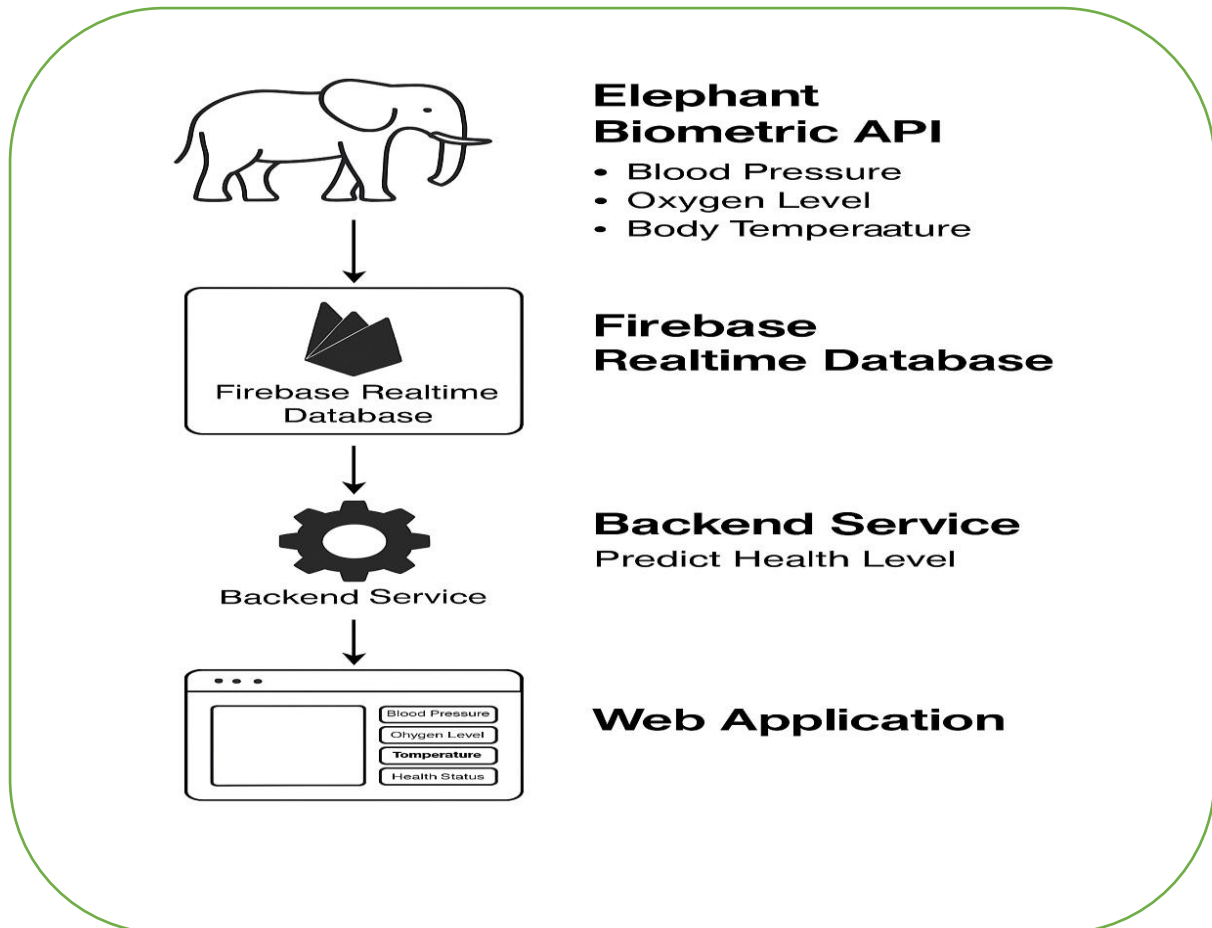 Elephant
Biometric API
• Blood Pressure
• Oxygen Level
• Body Temperaature
Firebase Realtime
Database
Firebase
Realtime Database
Backend Service
Backend Service
Predict Health Level
Blood Pressure
Ohygen Level
Tomperature
Health Status
Web Application